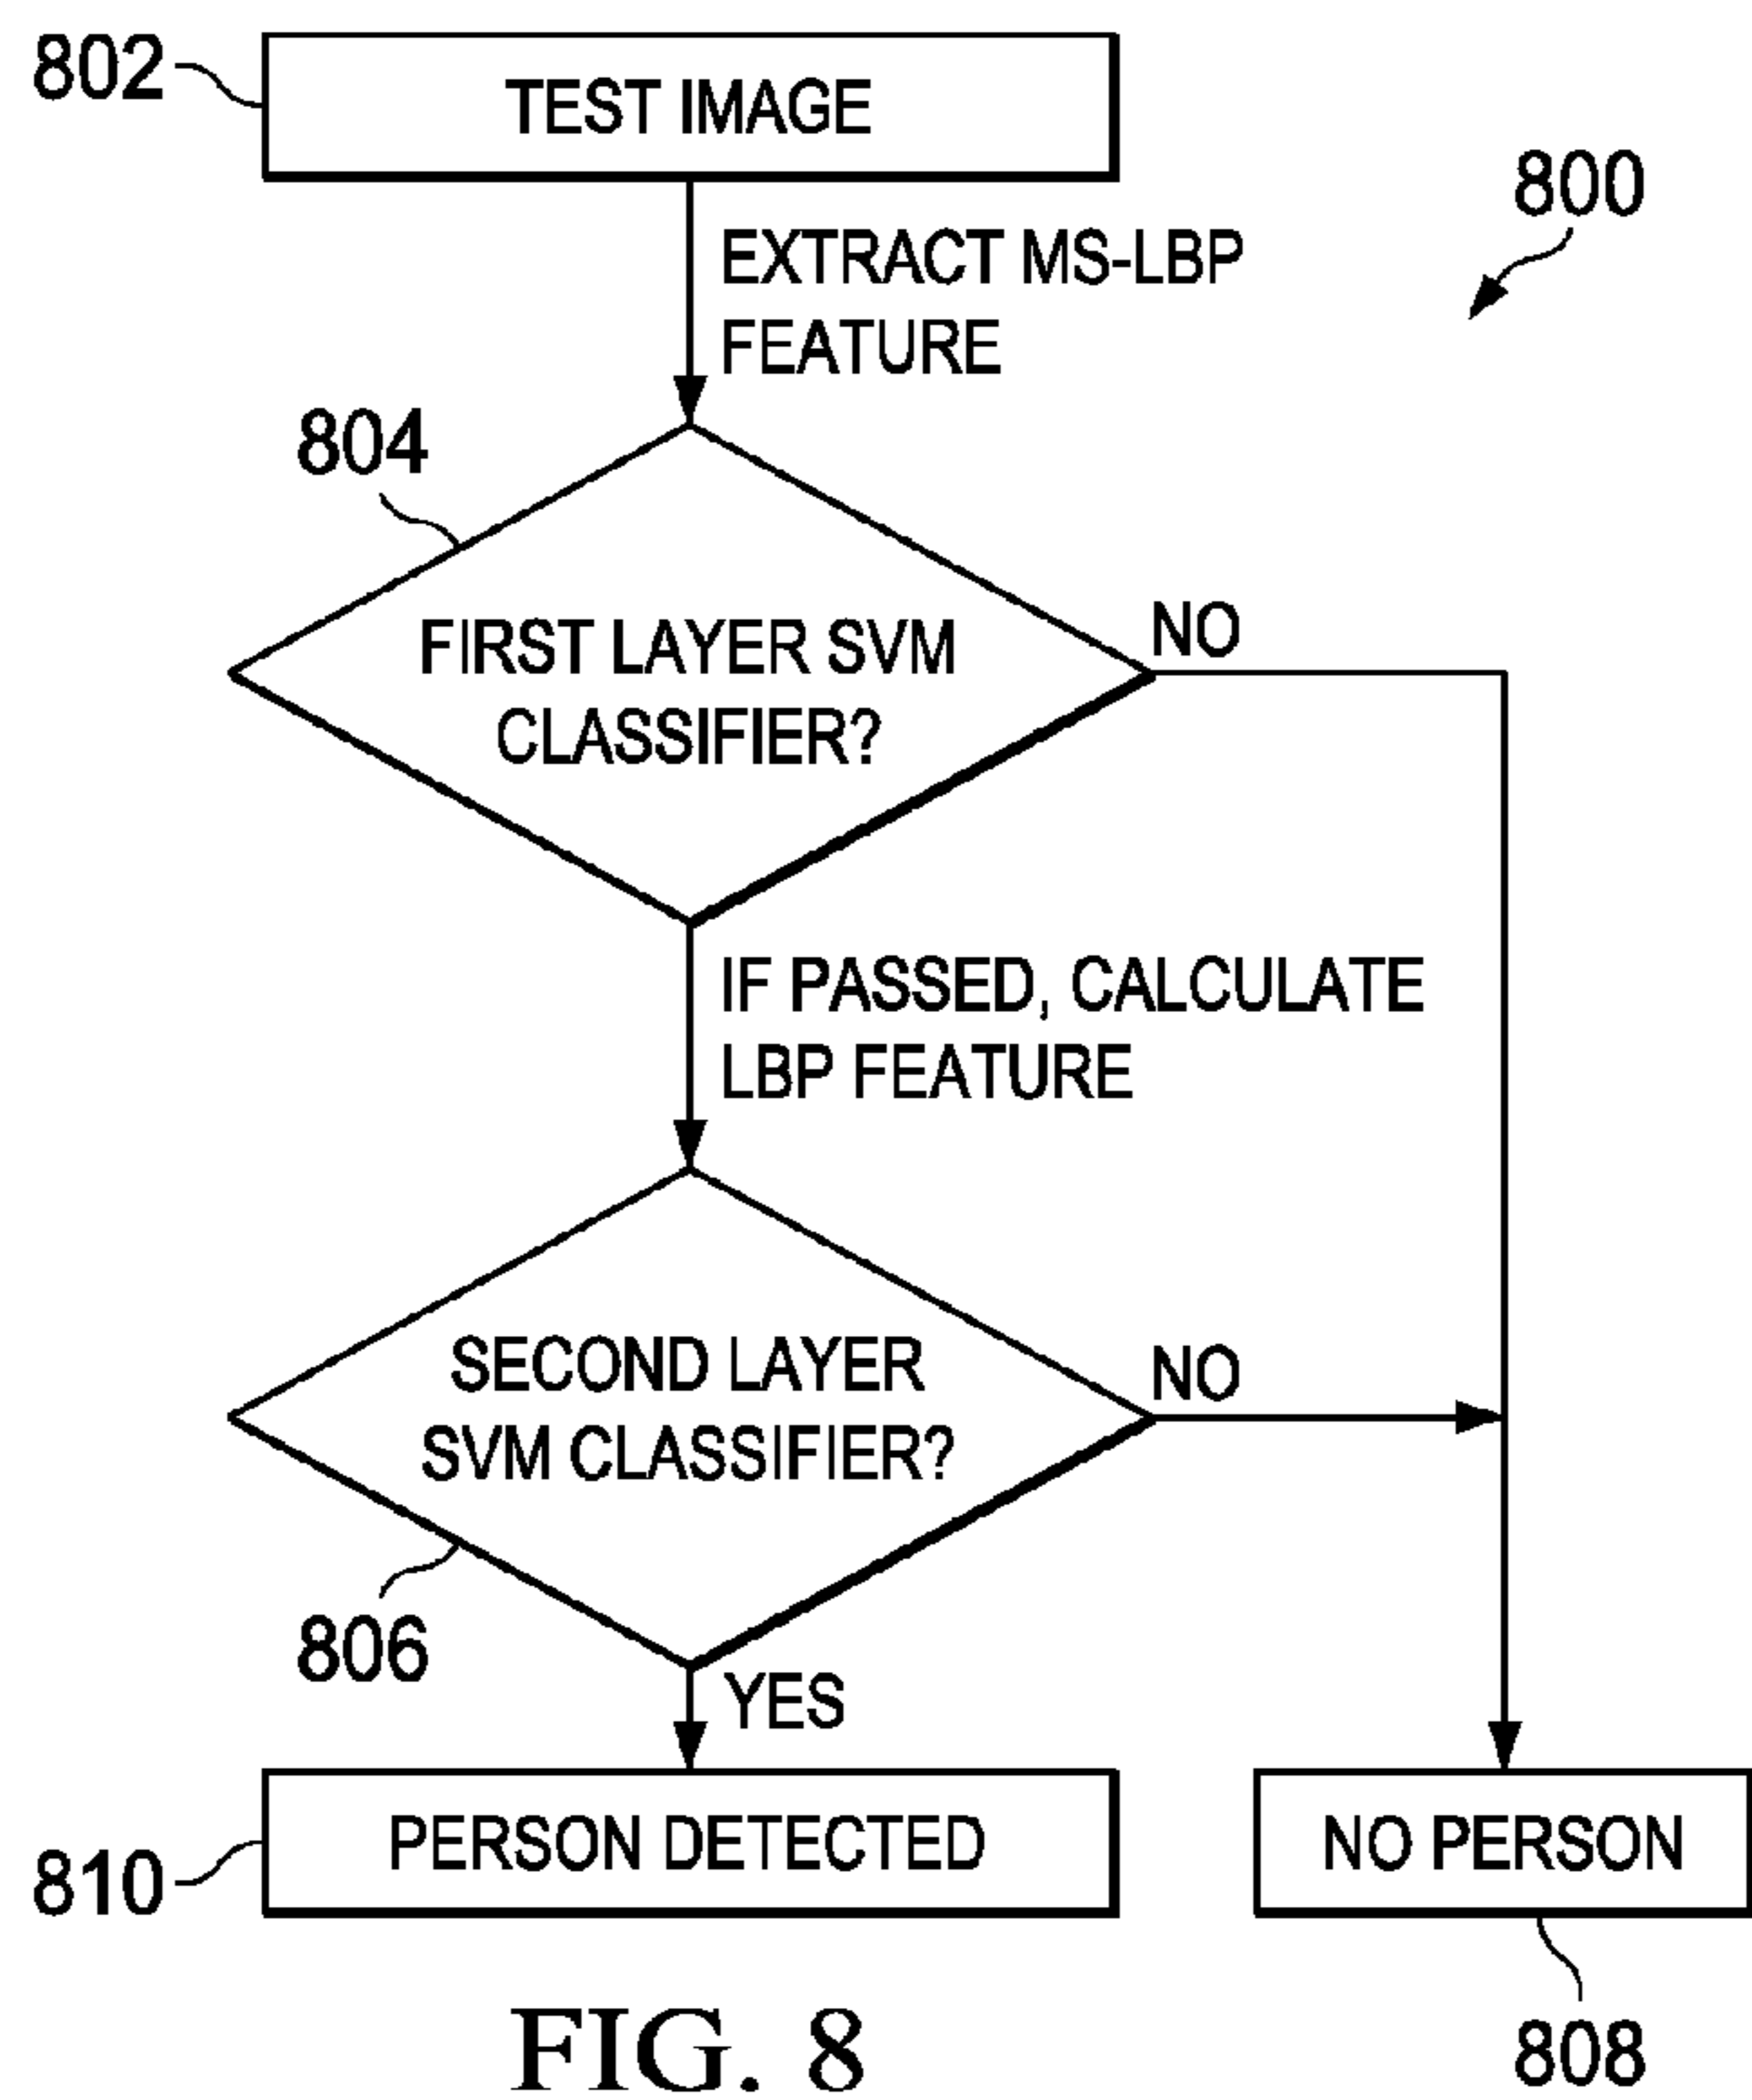 802
TEST IMAGE
800
EXTRACT MS-LBP
FEATURE
804
FIRST LAYER SVM
CLASSIFIER?
NO
IF PASSED, CALCULATE
LBP FEATURE
SECOND LAYER
SVM CLASSIFIER?
NO
806
YES
810
PERSON DETECTED
NO PERSON
808
FIG. 8